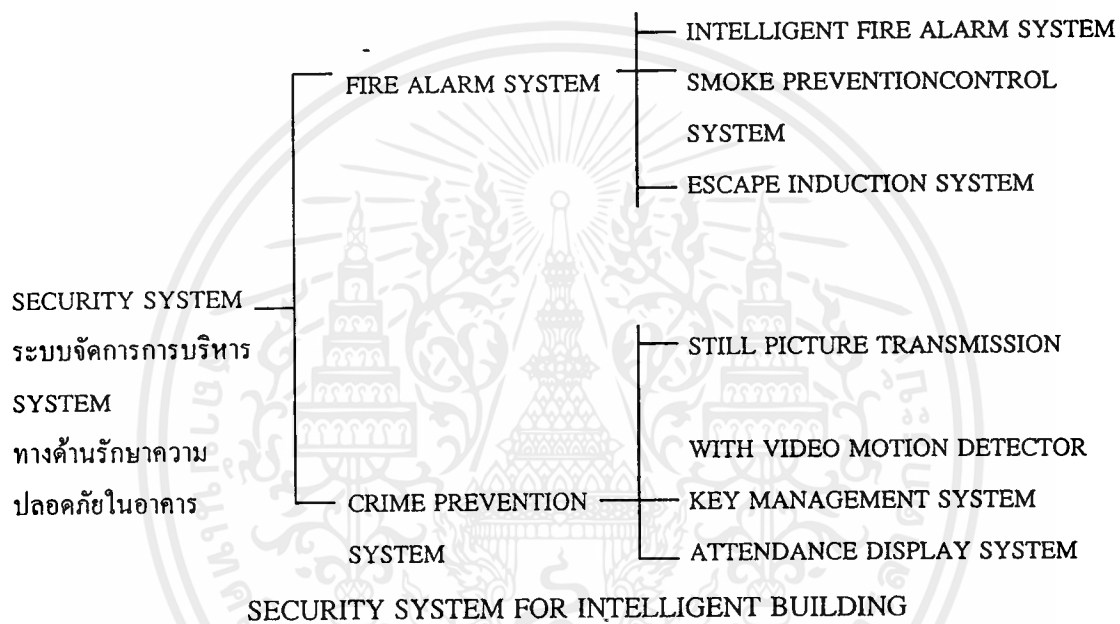 INTELLIGENT FIRE ALARM SYSTEM
FIRE ALARM SYSTEM
SMOKE PREVENTIONCONTROL
SYSTEM
ESCAPE INDUCTION SYSTEM
SECURITY SYSTEM
ระบบจัดการการบริหาร
SYSTEM
ทางด้านรักษาความ
ปลอดภัยในอาคาร
STILL PICTURE TRANSMISSION
WITH VIDEO MOTION DETECTOR
CRIME PREVENTION
SYSTEM
KEY MANAGEMENT SYSTEM
ATTENDANCE DISPLAY SYSTEM
SECURITY SYSTEM FOR INTELLIGENT BUILDING